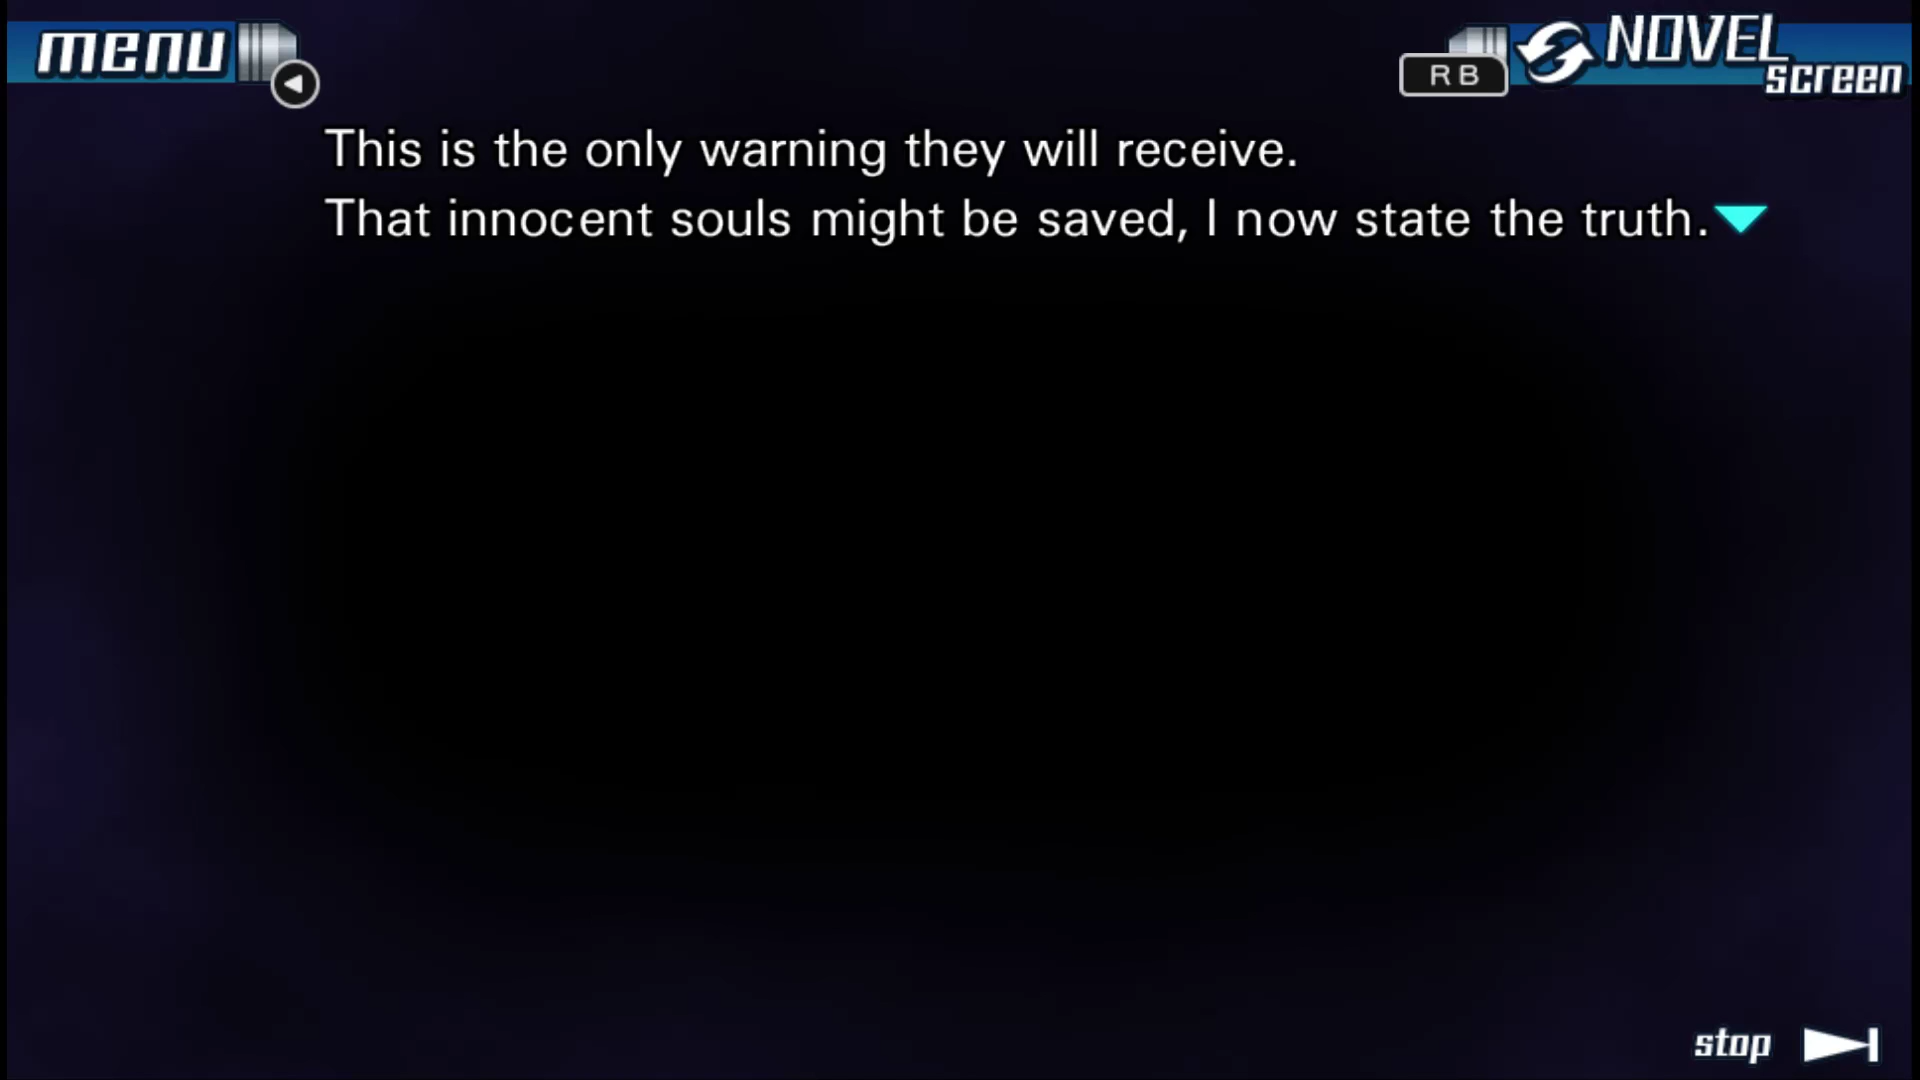 menu
RB
NOVEL
screen
This is the only warning they will receive.
That innocent souls might be saved, I now state the truth.
stop